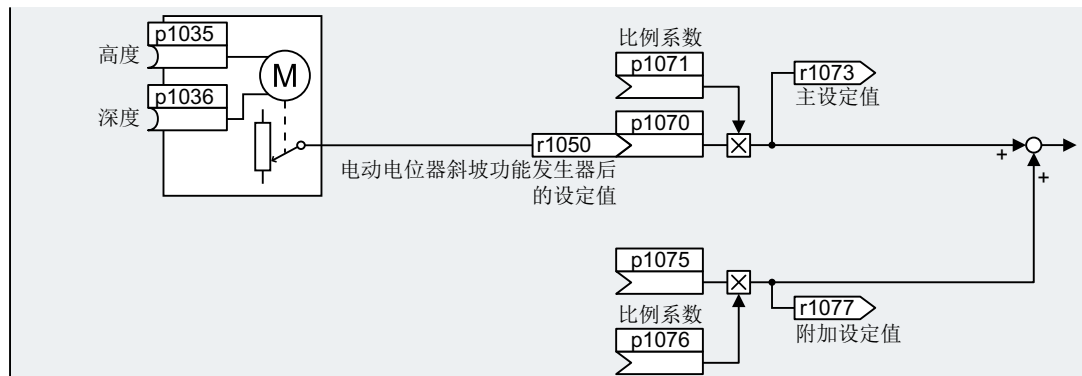 p1035
高度
M
p1036
深度
r1050
电动电位器斜坡功能发生器后
的设定值
比例系数
p1071
p1070
r1073
主设定值
+
+
p1075
r1077
附加设定值
比例系数
p1076